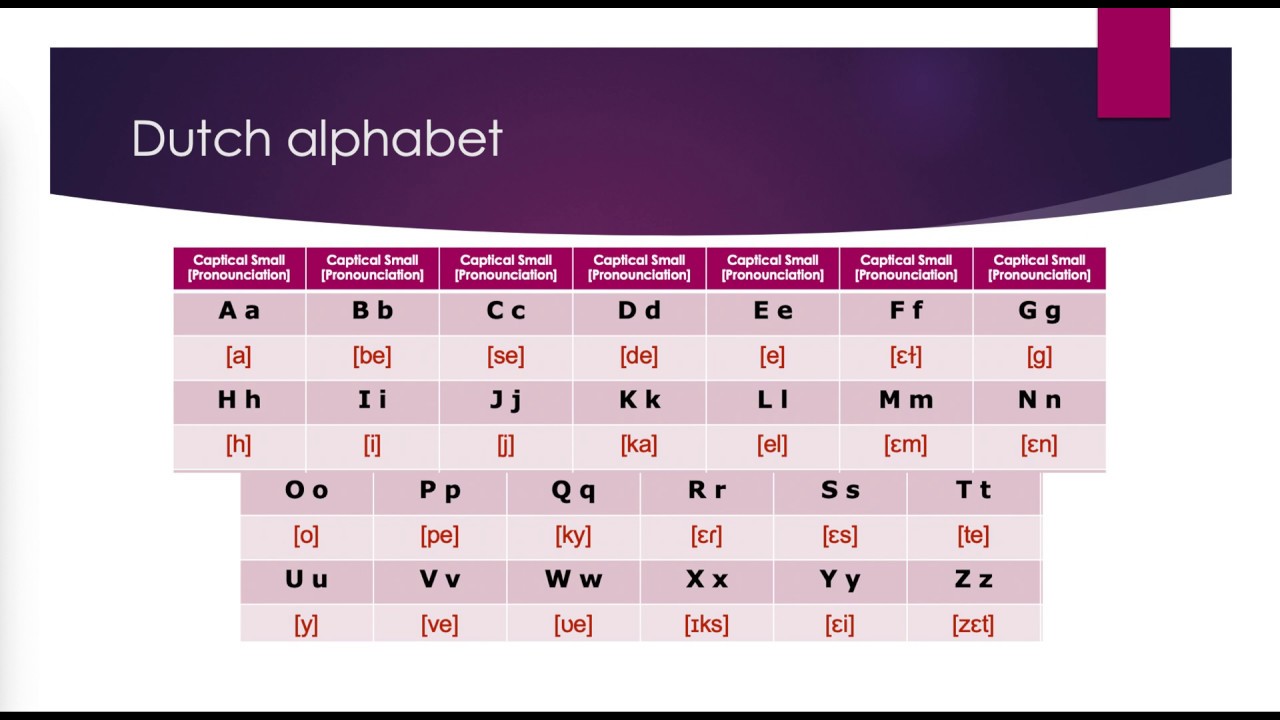 Dutch alphabet
Captical Small Captical Small Captical Small Captical Small Captical Small Captical Small Captical Small
[Pronounciation] [Pronounciation] [Pronounciation] [Pronounciation] [Pronounciation] [Pronounciation] [Pronounciation]
A a B b C c D d E e F f G g
[a] [be] [se] [de] [e] [ɛɫ] [g]
H h I i J j K k L l M m N n
[h] [i] [j] [ka] [el] [ɛm] [ɛn]
O o P p Q q R r S s T t
[o] [pe] [ky] [ɛɾ] [ɛs] [te]
U u V v W w X x Y y Z z
[y] [ve] [ʋe] [ɪks] [ɛi] [zɛt]